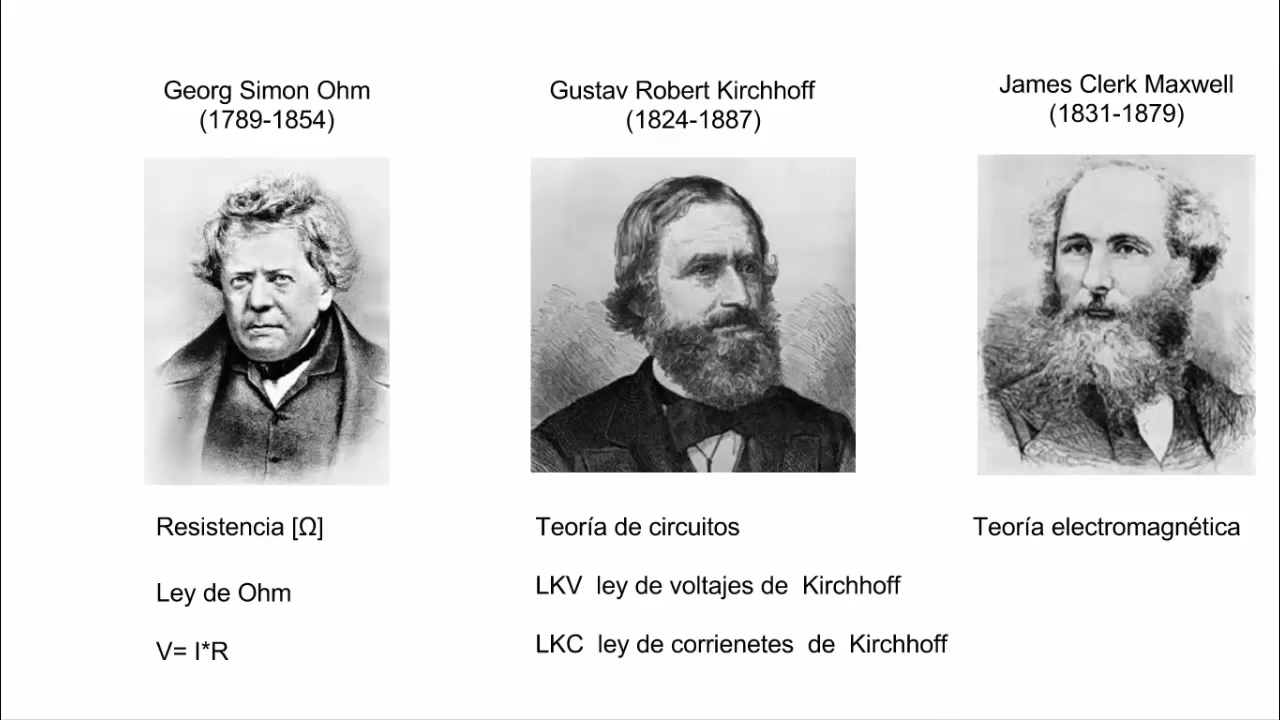 Georg Simon Ohm
(1789-1854)
Resistencia [Ω]
Ley de Ohm
V= I*R
Gustav Robert Kirchhoff
(1824-1887)
Teoría de circuitos
LKV ley de voltajes de Kirchhoff
LKC ley de corrienetes de Kirchhoff
James Clerk Maxwell
(1831-1879)
Teoría electromagnética